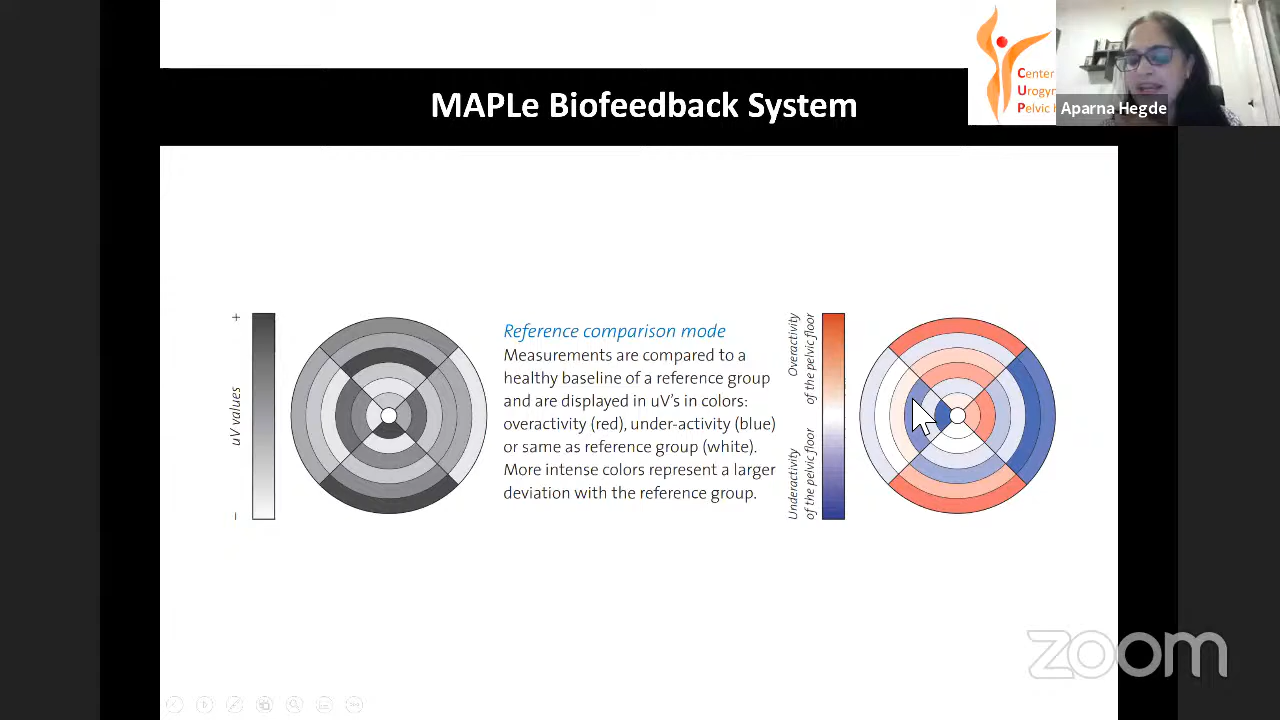 MAPLe Biofeedback System
Center
Urogyn
Pelvic
Aparna Hegde
+
uV values
–
Reference comparison mode
Measurements are compared to a
healthy baseline of a reference group
and are displayed in uV's in colors:
overactivity (red), under-activity (blue)
or same as reference group (white).
More intense colors represent a larger
deviation with the reference group.
Overactivity
of the pelvic floor
Underactivity
of the pelvic floor
zoom